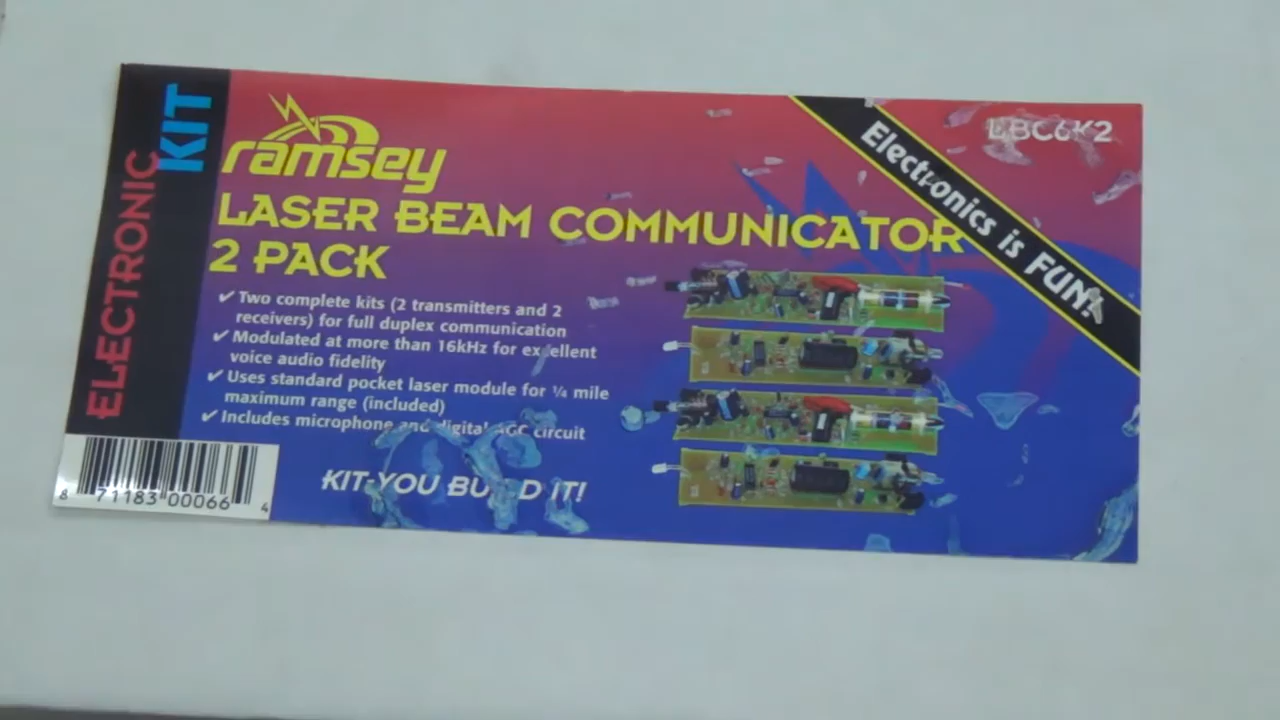 ELECTRONIC KIT
ramsey
LBC6K2
Electronics is FUN!
LASER BEAM COMMUNICATOR
2 PACK
✔ Two complete kits (2 transmitters and 2
receivers) for full duplex communication
✔ Modulated at more than 16kHz for excellent
voice audio fidelity
✔ Uses standard pocket laser module for ¼ mile
maximum range (included)
✔ Includes microphone and digital AGC circuit
KIT-YOU BUILD IT!
8 71183 00066 4